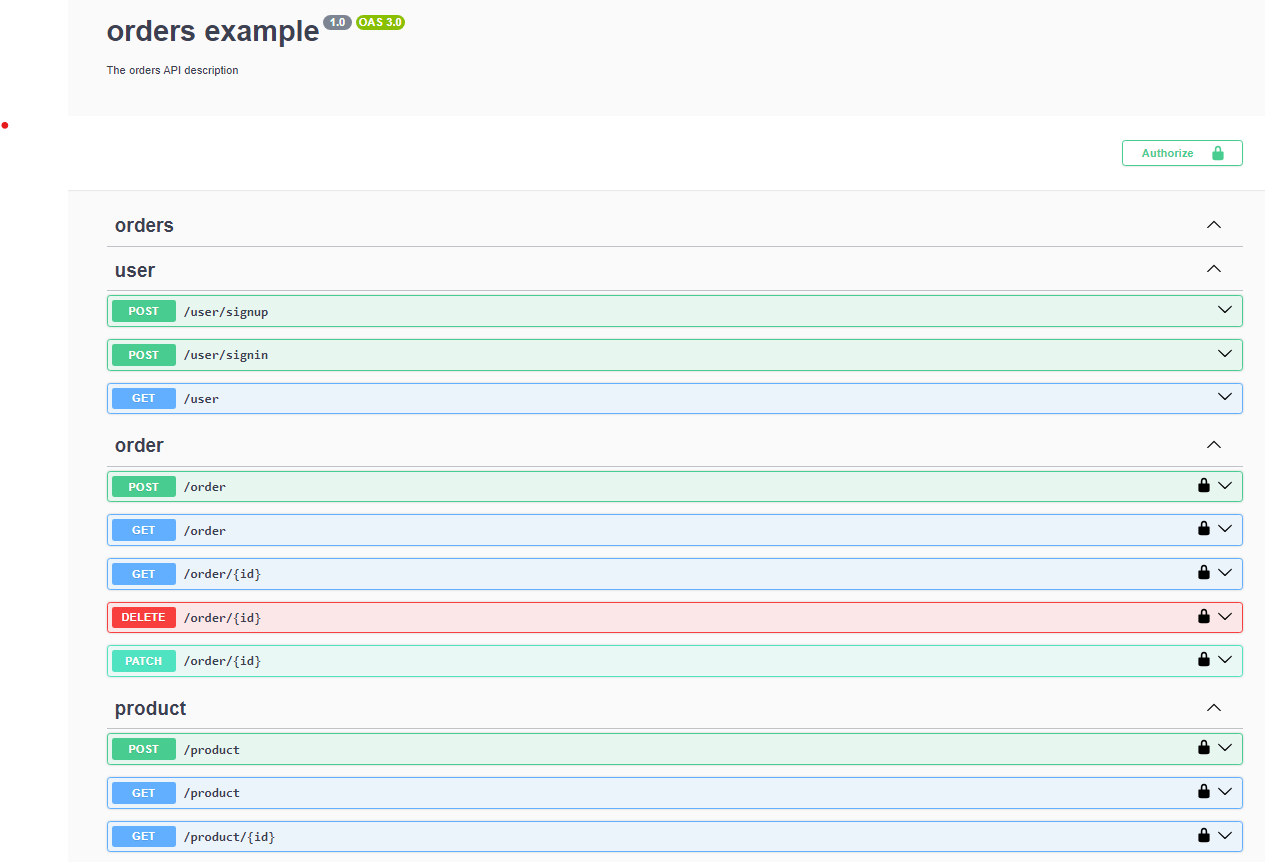 orders example 1.0 OAS 3.0
The orders API description
Authorize
orders
user
POST /user/signup
POST /user/signin
GET /user
order
POST /order
GET /order
GET /order/{id}
DELETE /order/{id}
PATCH /order/{id}
product
POST /product
GET /product
GET /product/{id}